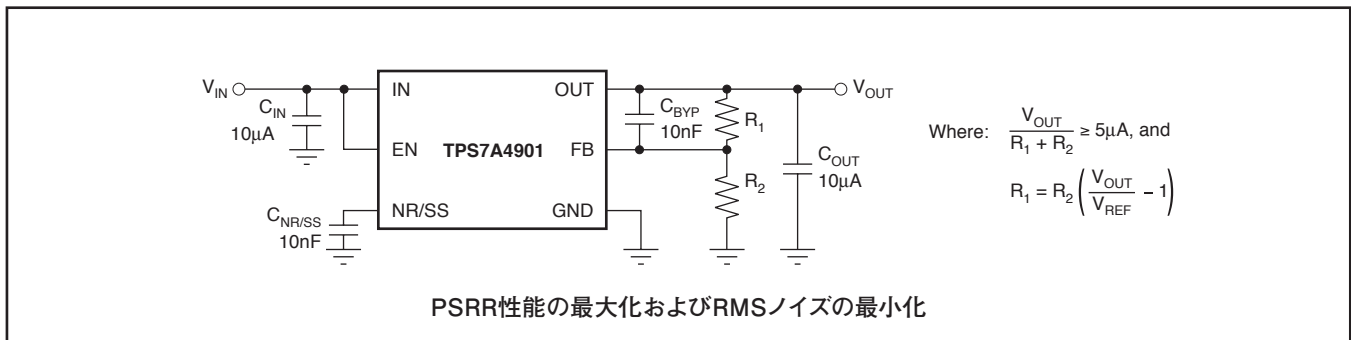 V_IN
C_IN
10μA
IN
EN
NR/SS
C_NR/SS
10nF
TPS7A4901
OUT
FB
GND
C_BYP
10nF
R_1
R_2
V_OUT
C_OUT
10μA
Where: V_OUT / (R_1 + R_2) ≥ 5μA, and
R_1 = R_2 (V_OUT / V_REF − 1)
PSRR性能の最大化およびRMSノイズの最小化